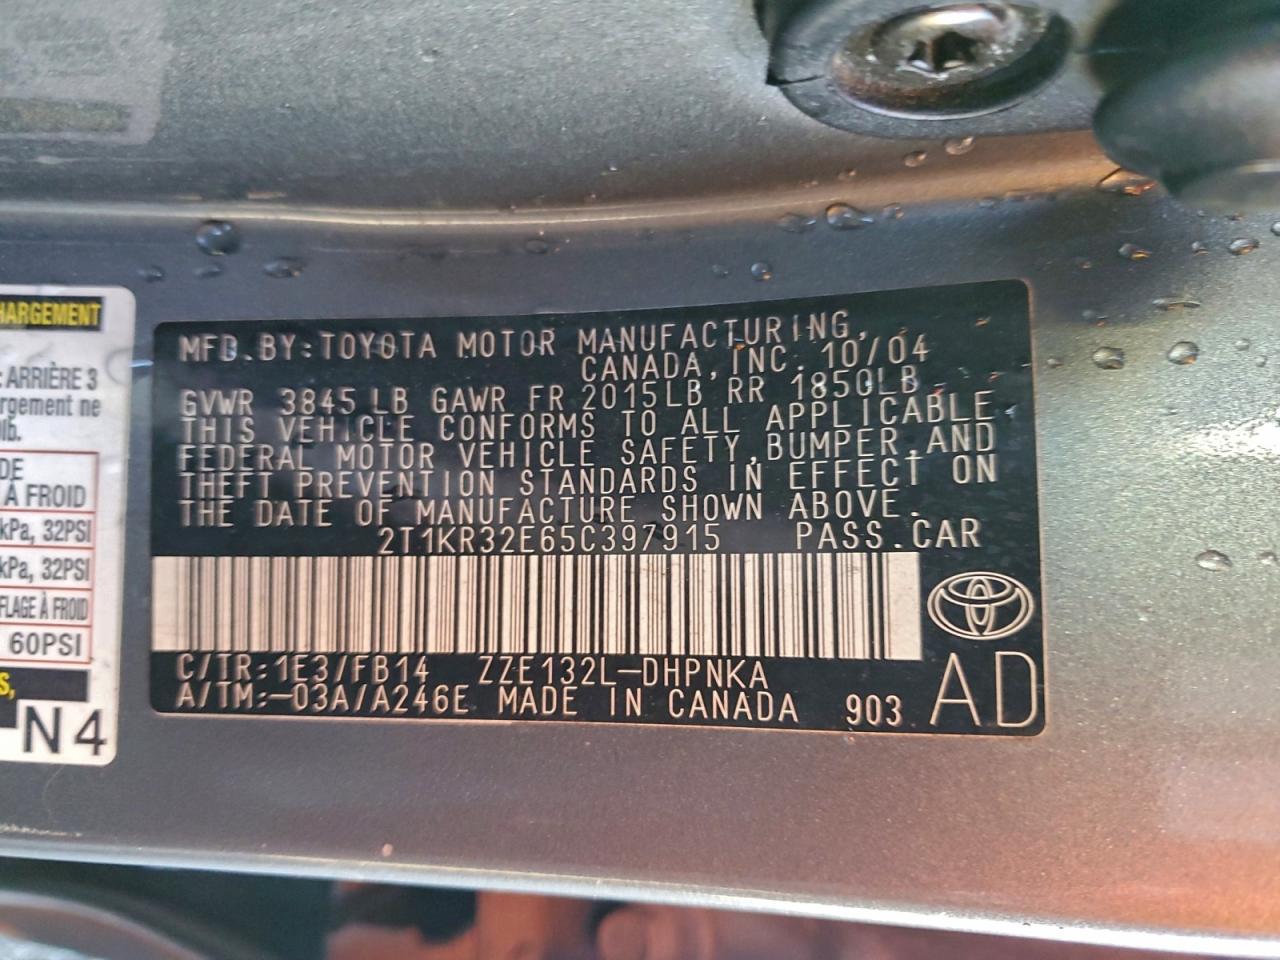 HARGEMENT
: ARRIÈRE 3
rgement ne
lb.
DE
À FROID
kPa, 32PSI
kPa, 32PSI
FLAGE À FROID
60PSI
S,
N4
MFD.BY:TOYOTA MOTOR MANUFACTURING,
CANADA, INC. 10/04
GVWR 3845LB GAWR FR 2015LB RR 1850LB
THIS VEHICLE CONFORMS TO ALL APPLICABLE
FEDERAL MOTOR VEHICLE SAFETY,BUMPER,AND
THEFT PREVENTION STANDARDS IN EFFECT ON
THE DATE OF MANUFACTURE SHOWN ABOVE.
2T1KR32E65C397915 PASS.CAR
C/TR:1E3/FB14 ZZE132L-DHPNKA
A/TM:-03A/A246E MADE IN CANADA 903 AD